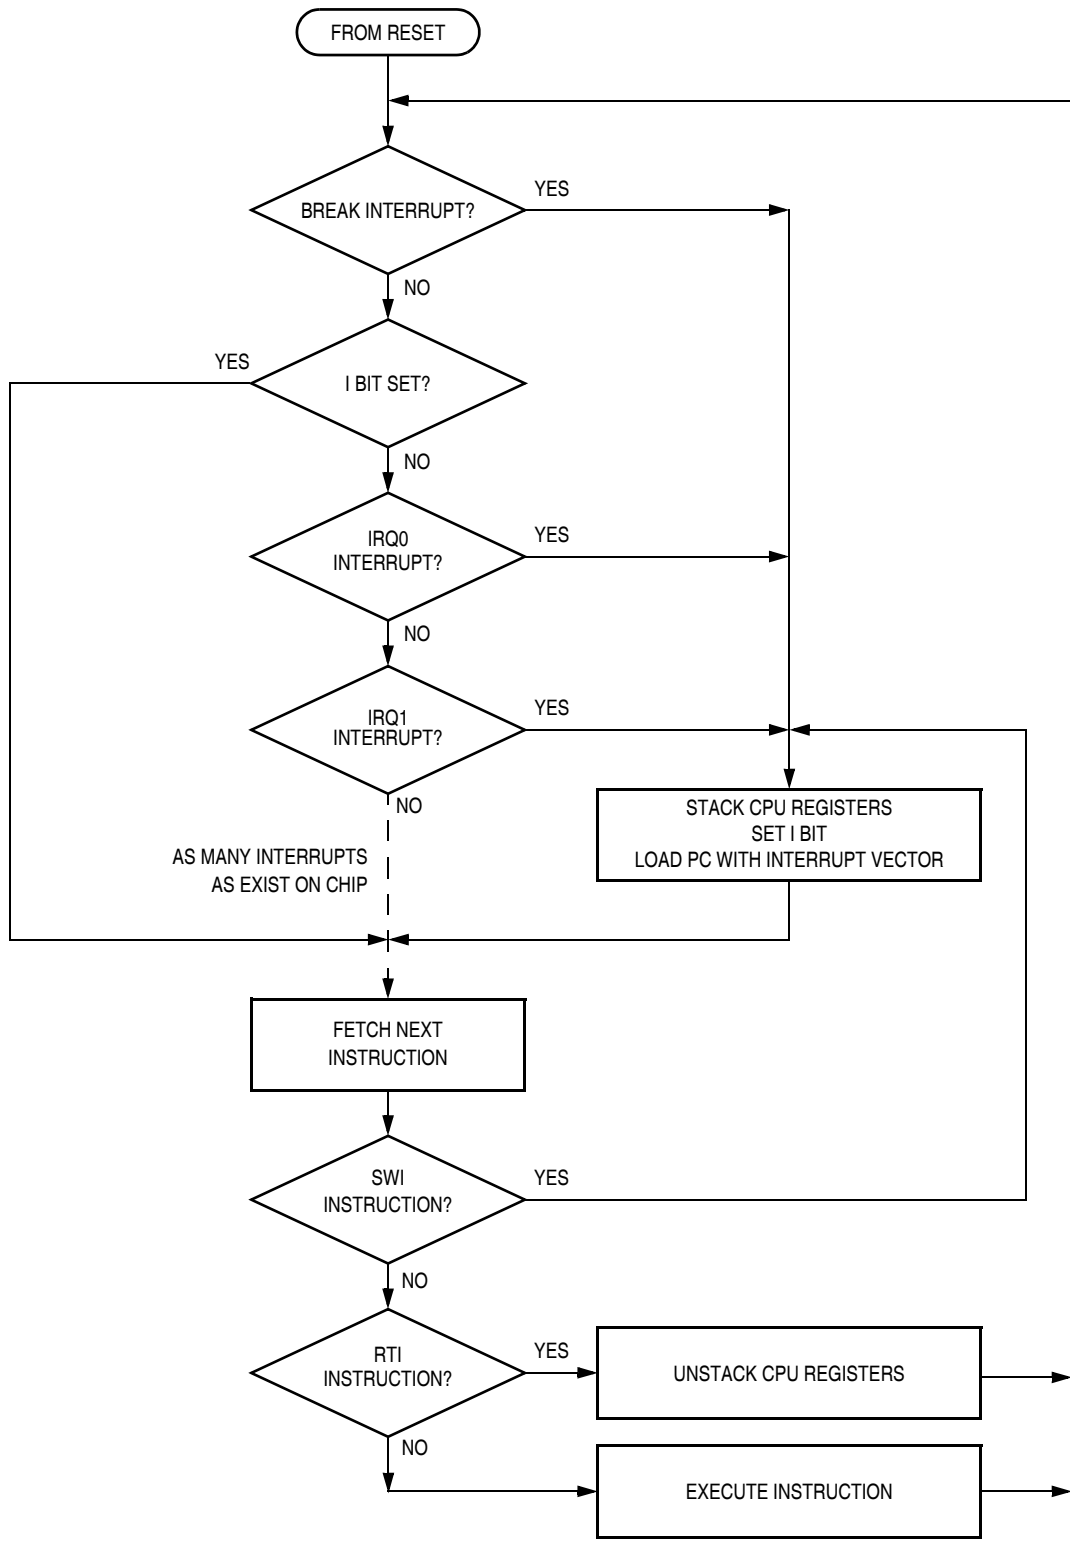 FROM RESET
BREAK INTERRUPT?
YES
NO
I BIT SET?
YES
NO
IRQ0
INTERRUPT?
YES
NO
IRQ1
INTERRUPT?
YES
NO
STACK CPU REGISTERS
SET I BIT
LOAD PC WITH INTERRUPT VECTOR
AS MANY INTERRUPTS
AS EXIST ON CHIP
FETCH NEXT
INSTRUCTION
SWI
INSTRUCTION?
YES
NO
RTI
INSTRUCTION?
YES
UNSTACK CPU REGISTERS
NO
EXECUTE INSTRUCTION